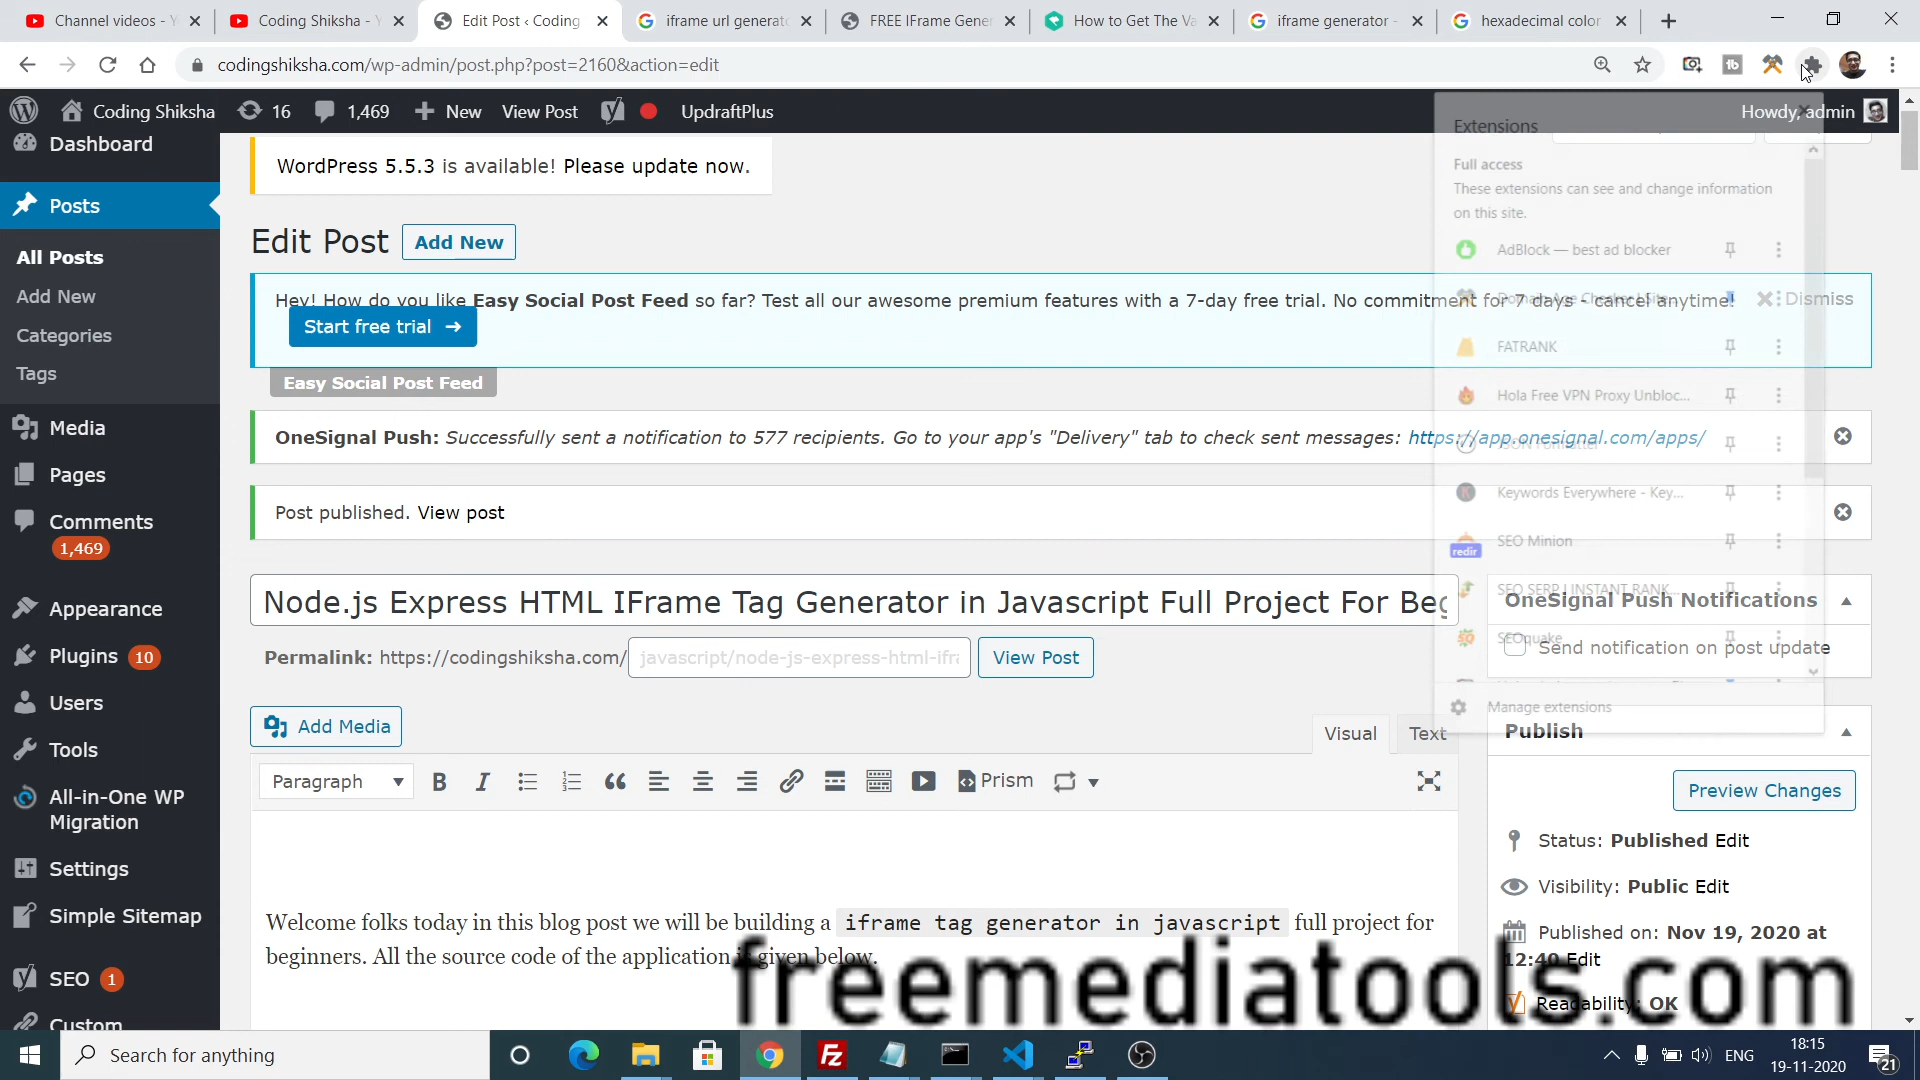 Channel videos - Y
Coding Shiksha - Y
Edit Post ‹ Coding
iframe url generato
FREE IFrame Gener
How to Get The Va
iframe generator -
hexadecimal color
codingshiksha.com/wp-admin/post.php?post=2160&action=edit
Coding Shiksha
16
1,469
New
View Post
UpdraftPlus
Howdy, admin
Extensions
Full access
These extensions can see and change information
on this site.
AdBlock — best ad blocker
FATRANK
Hola Free VPN Proxy Unbloc...
Keywords Everywhere - Key...
redir
SEO Minion
SEO SERP | INSTANT RANK...
SEOquake
Manage extensions
Dashboard
Posts
All Posts
Add New
Categories
Tags
Media
Pages
Comments
1,469
Appearance
Plugins 10
Users
Tools
All-in-One WP
Migration
Settings
Simple Sitemap
SEO 1
Custom
WordPress 5.5.3 is available! Please update now.
Edit Post
Add New
Hey! How do you like Easy Social Post Feed so far? Test all our awesome premium features with a 7-day free trial. No commitment for 7 days - cancel anytime!
Dismiss
Start free trial →
Easy Social Post Feed
OneSignal Push: Successfully sent a notification to 577 recipients. Go to your app's "Delivery" tab to check sent messages: https://app.onesignal.com/apps/
Post published. View post
Node.js Express HTML IFrame Tag Generator in Javascript Full Project For Beg
Permalink: https://codingshiksha.com/
javascript/node-js-express-html-ifra
View Post
OneSignal Push Notifications
Send notification on post update
Add Media
Visual
Text
Paragraph
Prism
Publish
Preview Changes
Status: Published Edit
Visibility: Public Edit
Published on: Nov 19, 2020 at
12:40 Edit
Readability: OK
Welcome folks today in this blog post we will be building a iframe tag generator in javascript full project for
beginners. All the source code of the application is given below.
freemediatools.com
Search for anything
ENG
18:15
19-11-2020
21